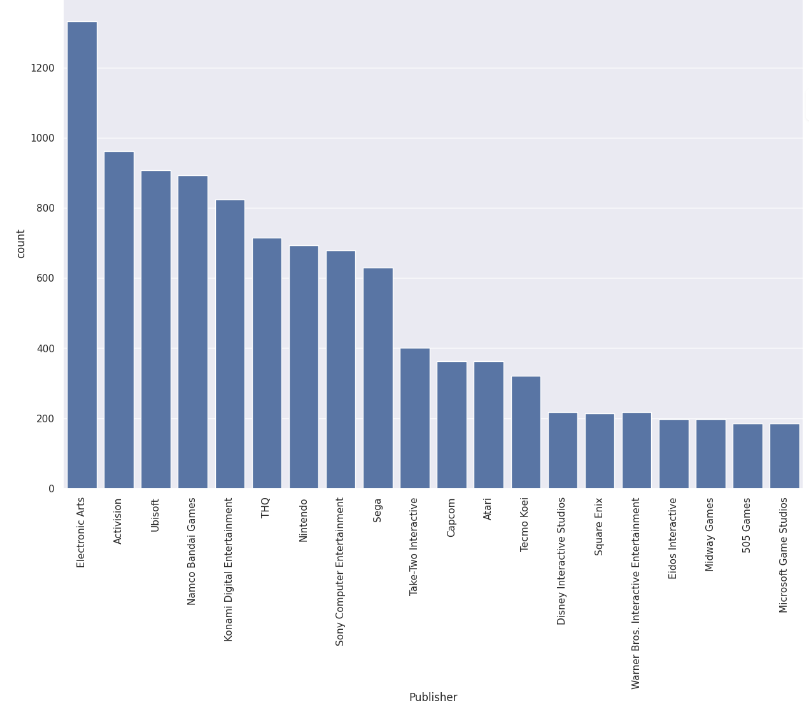 1200
1000
800
600
400
200
0
count
Electronic Arts
Activision
Ubisoft
Namco Bandai Games
Konami Digital Entertainment
THQ
Nintendo
Sony Computer Entertainment
Sega
Take-Two Interactive
Capcom
Atari
Tecmo Koei
Disney Interactive Studios
Square Enix
Warner Bros. Interactive Entertainment
Eidos Interactive
Midway Games
505 Games
Microsoft Game Studios
Publisher